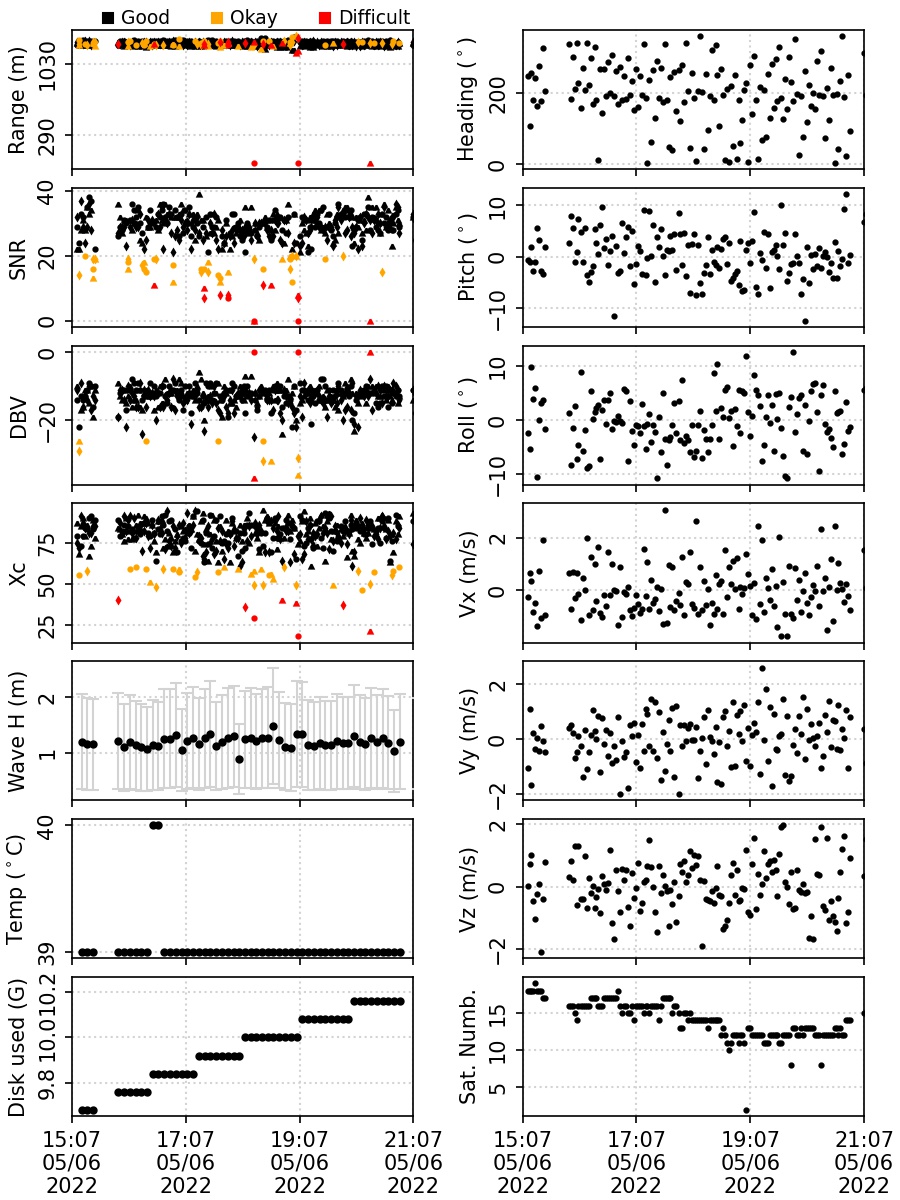 Good Okay Difficult
Range (m)
1030
290
Heading (°)
200
0
SNR
40
20
0
Pitch (°)
10
0
−10
DBV
0
−20
Roll (°)
10
0
−10
Xc
75
50
25
Vx (m/s)
2
0
Wave H (m)
2
1
Vy (m/s)
2
0
−2
Temp (°C)
40
39
Vz (m/s)
2
0
−2
Disk used (G)
10.2
10.0
9.8
Sat. Numb.
15
10
5
15:07 17:07 19:07 21:07 15:07 17:07 19:07 21:07
05/06 05/06 05/06 05/06 05/06 05/06 05/06 05/06
2022 2022 2022 2022 2022 2022 2022 2022